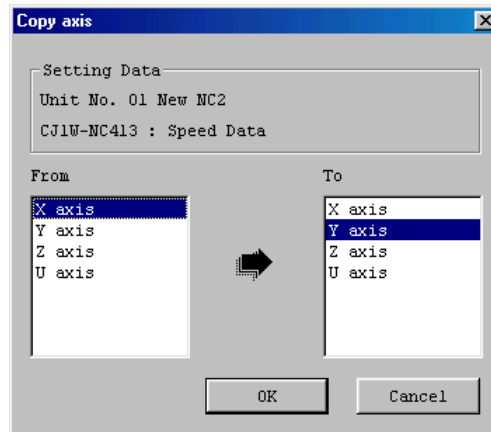 Copy axis
Setting Data
Unit No. 01 New NC2
CJ1W-NC413 : Speed Data
From
To
X axis
Y axis
Z axis
U axis
X axis
Y axis
Z axis
U axis
OK
Cancel